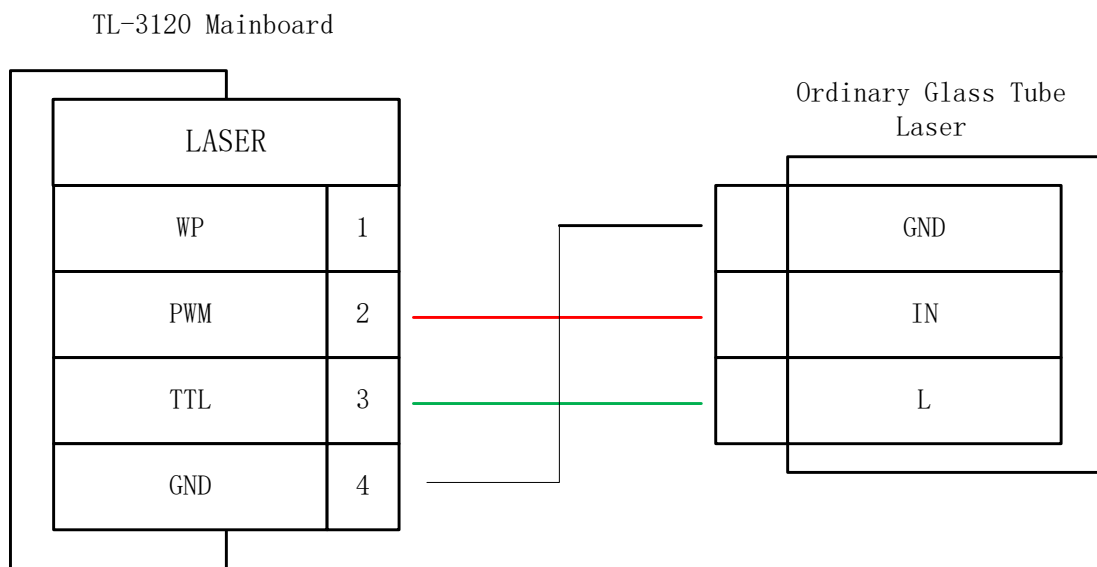 TL-3120 Mainboard
Ordinary Glass Tube
Laser
LASER
WP 1
PWM 2
TTL 3
GND 4
GND
IN
L